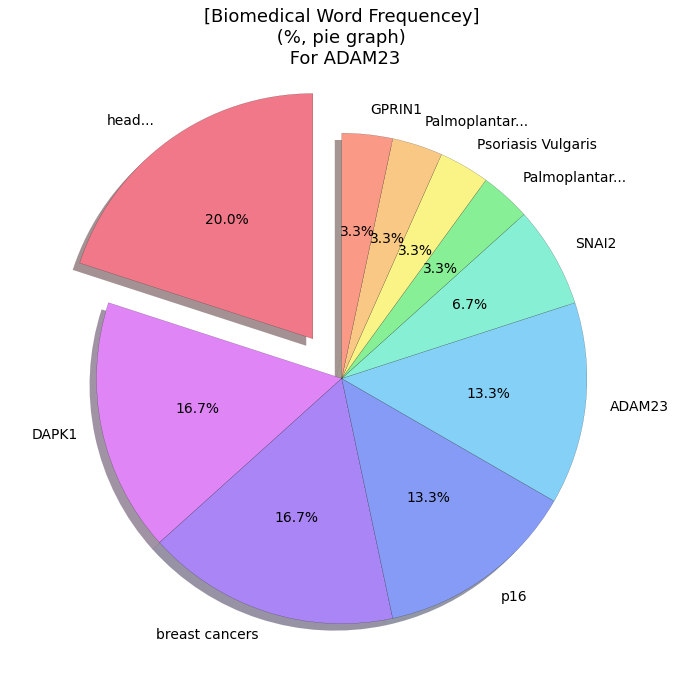 [Biomedical Word Frequencey]
(%, pie graph)
For ADAM23
head...
GPRIN1
Palmoplantar...
Psoriasis Vulgaris
Palmoplantar...
SNAI2
ADAM23
p16
breast cancers
DAPK1
20.0%
3.3%
3.3%
3.3%
3.3%
6.7%
13.3%
13.3%
16.7%
16.7%